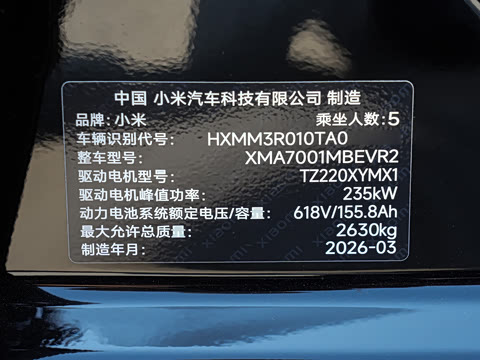 中国 小米汽车科技有限公司 制造
品牌：小米 乘坐人数：5
车辆识别代号： HXMM3R010TA0
整车型号： XMA7001MBEVR2
驱动电机型号： TZ220XYMX1
驱动电机峰值功率： 235kW
动力电池系统额定电压/容量： 618V/155.8Ah
最大允许总质量： 2630kg
制造年月： 2026-03